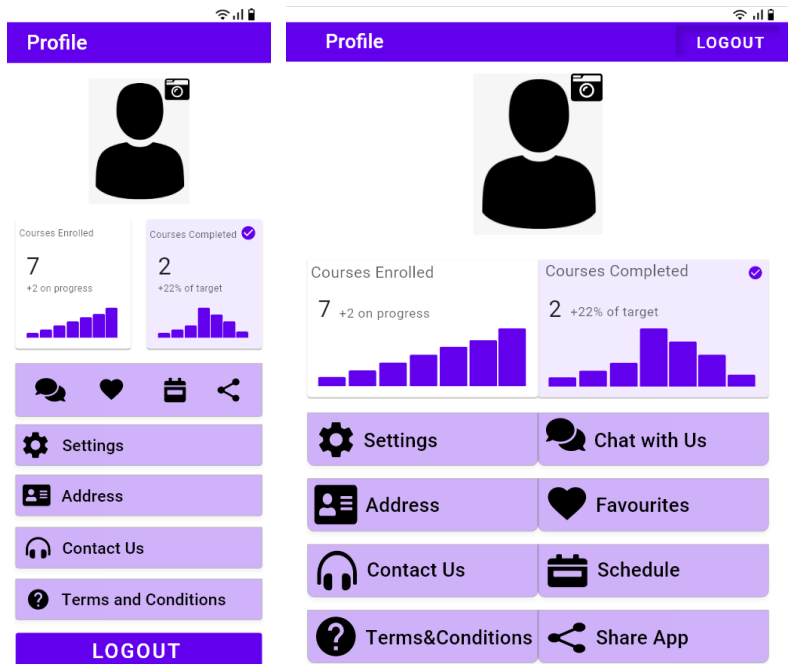 Profile
Courses Enrolled
7
+2 on progress
Courses Completed
2
+22% of target
Settings
Address
Contact Us
Terms and Conditions
LOGOUT
Profile
LOGOUT
Courses Enrolled
7 +2 on progress
Courses Completed
2 +22% of target
Settings
Chat with Us
Address
Favourites
Contact Us
Schedule
Terms&Conditions
Share App